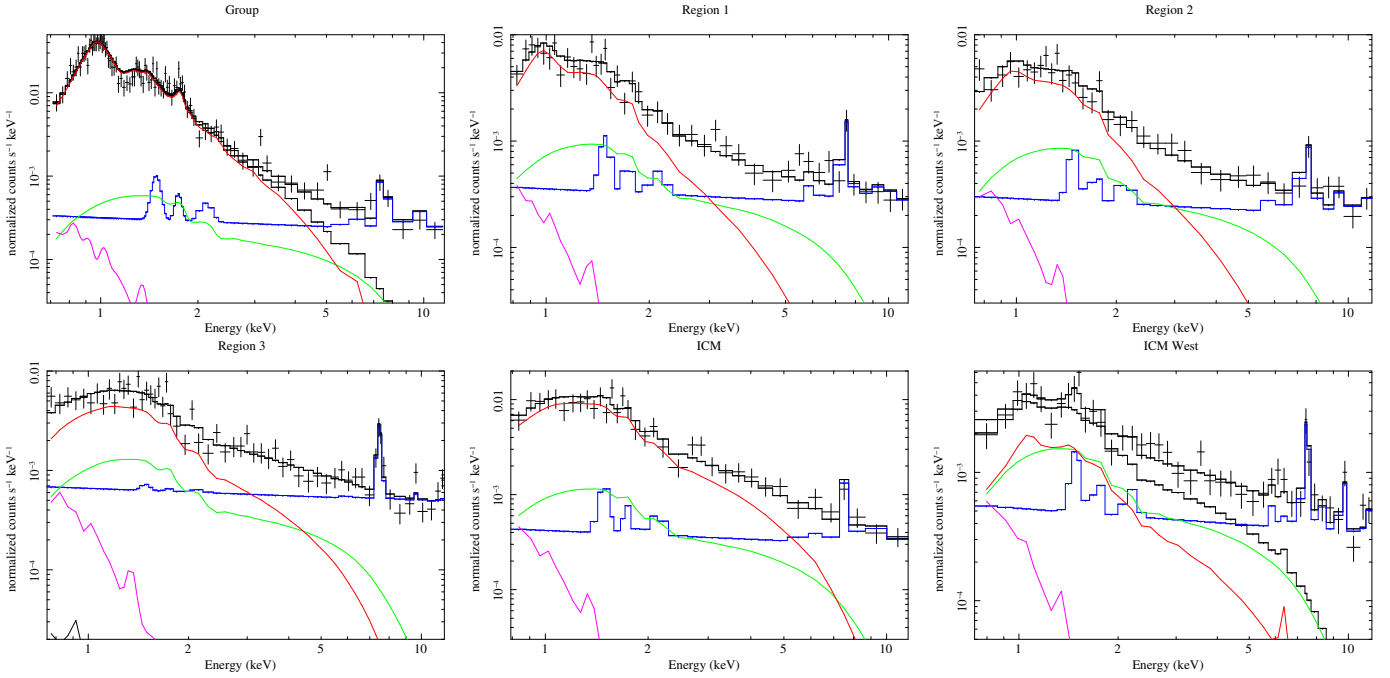 Group
Region 1
Region 2
normalized counts s⁻¹ keV⁻¹
0.01
10⁻³
10⁻⁴
1 2 5 10
Energy (keV)
normalized counts s⁻¹ keV⁻¹
0.01
10⁻³
10⁻⁴
1 2 5 10
Energy (keV)
normalized counts s⁻¹ keV⁻¹
0.01
10⁻³
10⁻⁴
1 2 5 10
Energy (keV)
Region 3
ICM
ICM West
normalized counts s⁻¹ keV⁻¹
0.01
10⁻³
10⁻⁴
1 2 5 10
Energy (keV)
normalized counts s⁻¹ keV⁻¹
0.01
10⁻³
10⁻⁴
1 2 5 10
Energy (keV)
normalized counts s⁻¹ keV⁻¹
10⁻³
10⁻⁴
1 2 5 10
Energy (keV)